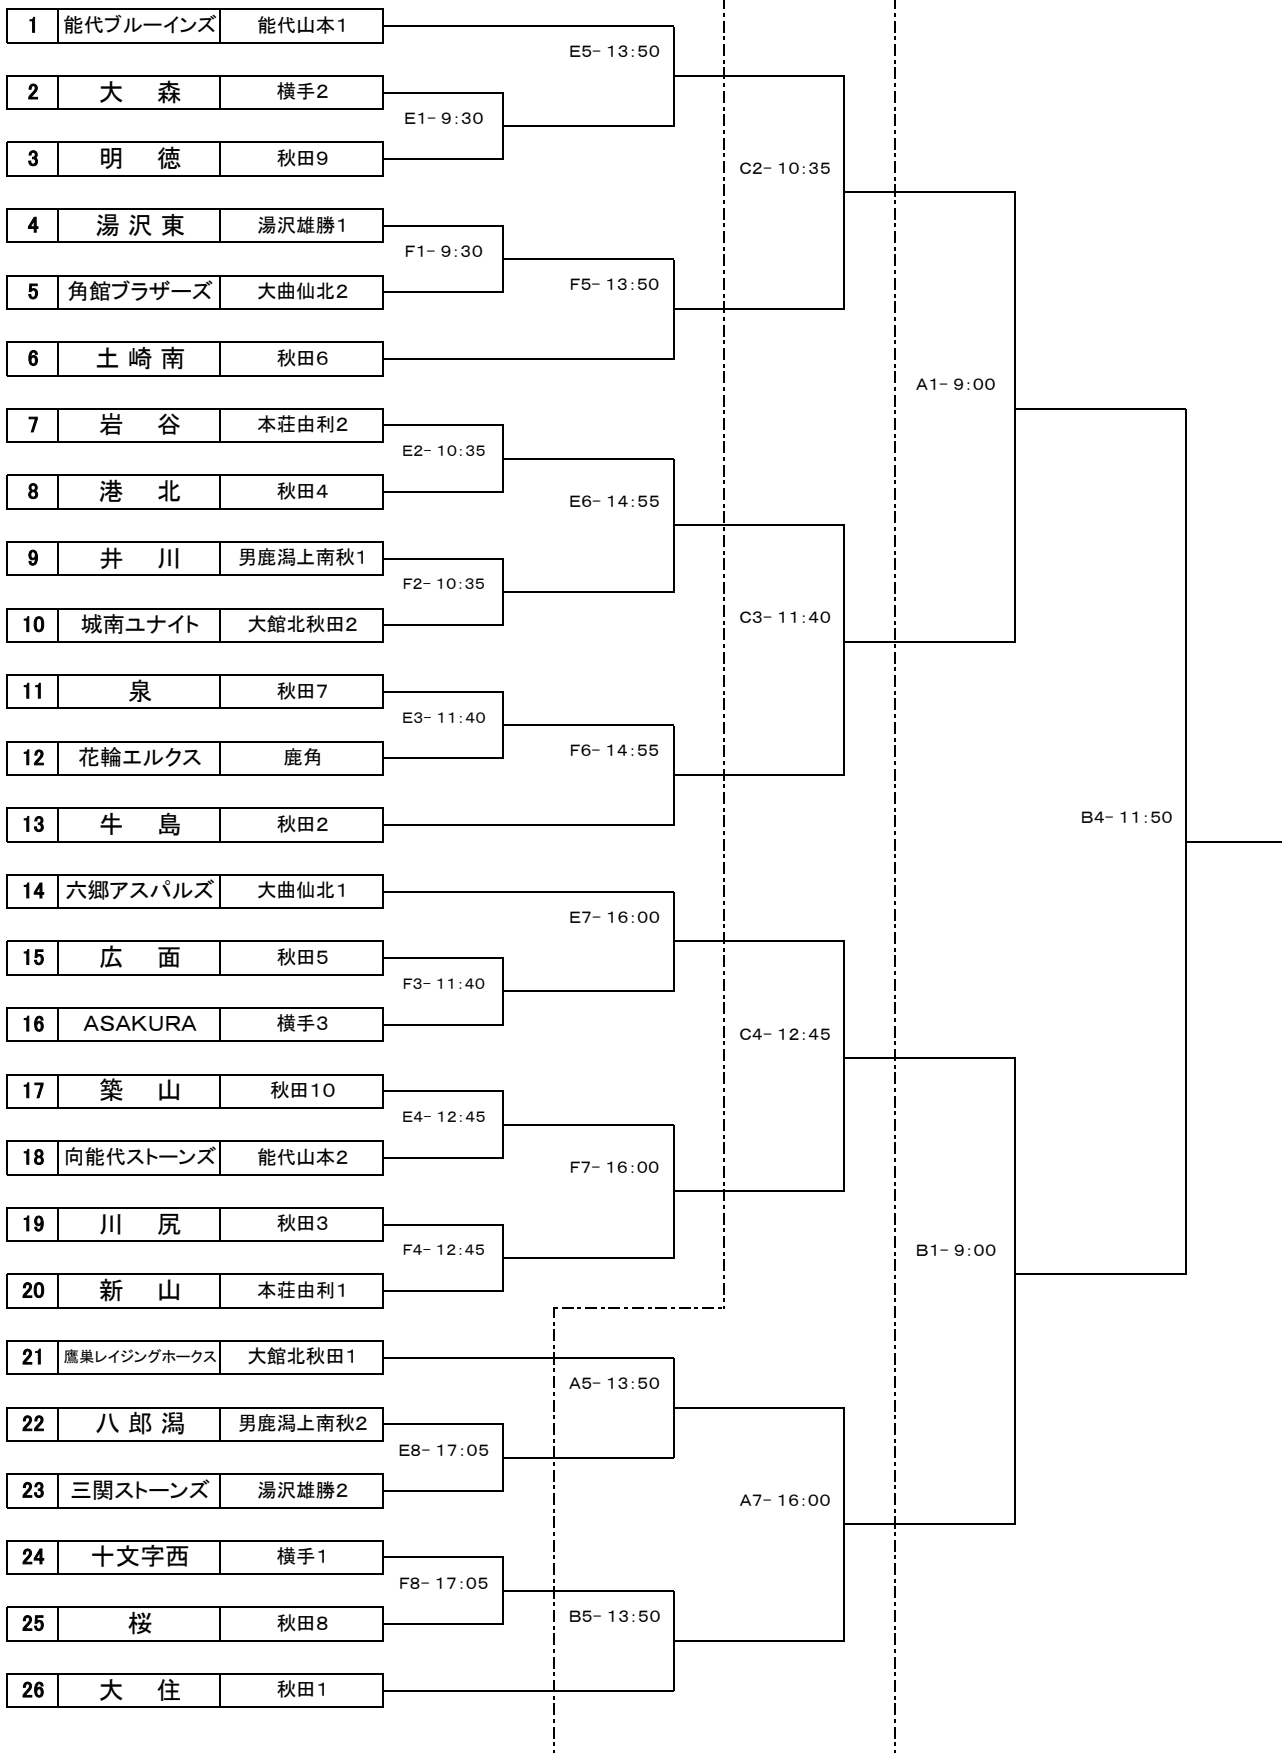 1 能代ブルーインズ 能代山本1
E5-13:50
2 大 森 横手2
E1-9:30
3 明 徳 秋田9
C2-10:35
4 湯 沢 東 湯沢雄勝1
F1-9:30
5 角館ブラザーズ 大曲仙北2
F5-13:50
6 土 崎 南 秋田6
A1-9:00
7 岩 谷 本荘由利2
E2-10:35
8 港 北 秋田4
E6-14:55
9 井 川 男鹿潟上南秋1
F2-10:35
10 城南ユナイト 大館北秋田2
C3-11:40
11 泉 秋田7
E3-11:40
12 花輪エルクス 鹿角
F6-14:55
13 牛 島 秋田2
B4-11:50
14 六郷アスパルズ 大曲仙北1
E7-16:00
15 広 面 秋田5
F3-11:40
16 ASAKURA 横手3
C4-12:45
17 築 山 秋田10
E4-12:45
18 向能代ストーンズ 能代山本2
F7-16:00
19 川 尻 秋田3
F4-12:45
B1-9:00
20 新 山 本荘由利1
21 鷹巣レイジングホークス 大館北秋田1
A5-13:50
22 八 郎 潟 男鹿潟上南秋2
E8-17:05
23 三関ストーンズ 湯沢雄勝2
A7-16:00
24 十文字西 横手1
F8-17:05
25 桜 秋田8
B5-13:50
26 大 住 秋田1